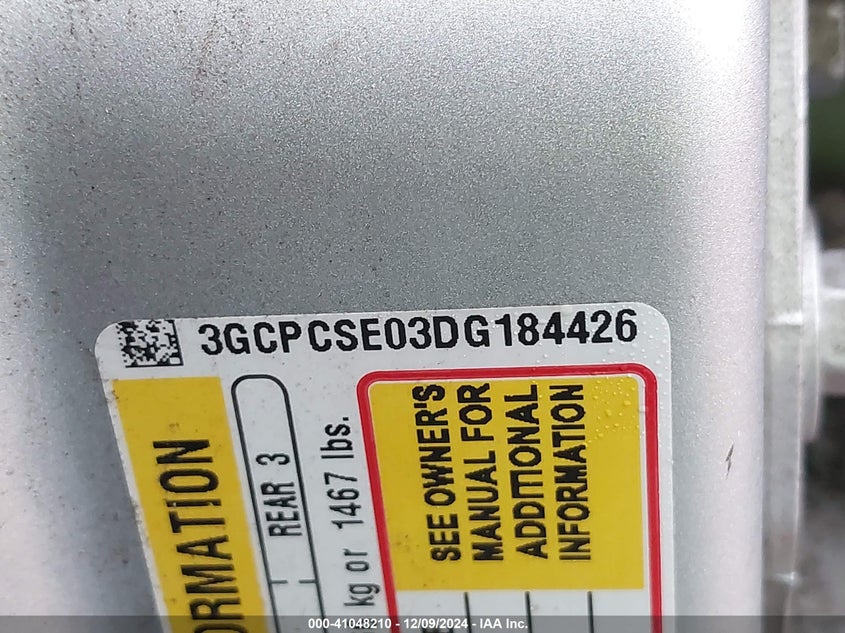 3GCPCSE03DG184426
ORMATION
REAR 3
kg or 1467 lbs.
SEE OWNER'S
MANUAL FOR
ADDITIONAL
INFORMATION
000-41048210 - 12/09/2024 - IAA Inc.